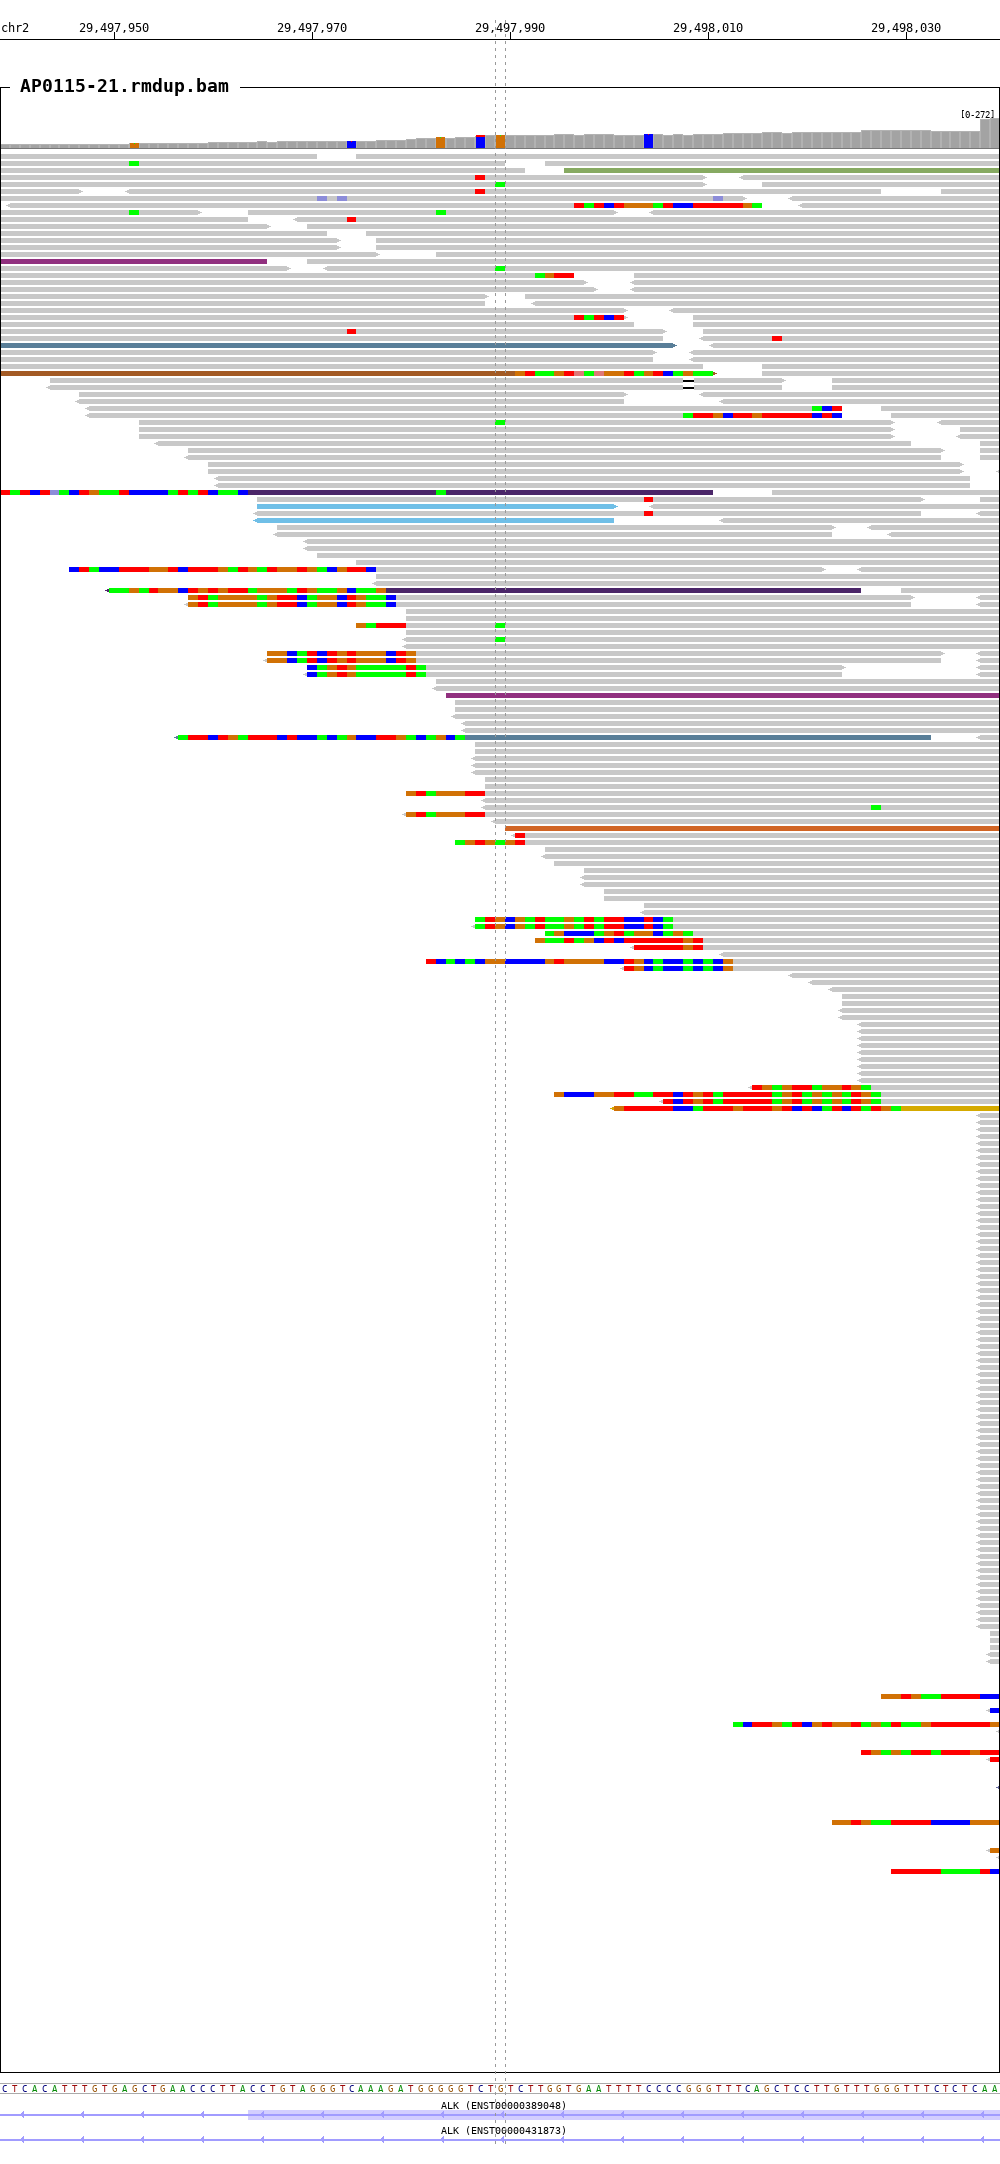 chr2 29,497,950 29,497,970 29,497,990 29,498,010 29,498,030
AP0115-21.rmdup.bam
[0-272]
C T C A C A T T T G T G A G C T G A A C C C T T A C C T G T A G G G T C A A A G A T G G G G G T C T G T C T T G G T G A A T T T T C C C C G G G T T T C A G C T C C T T G T T T G G G T T T C T C T C A A
ALK (ENST00000389048)
ALK (ENST00000431873)